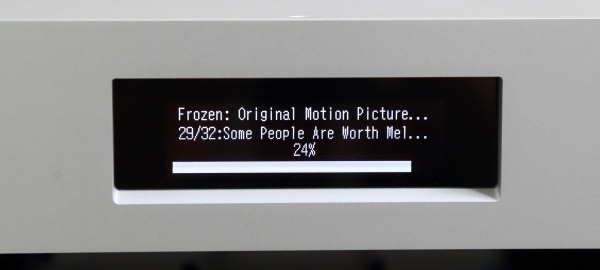 Frozen: Original Motion Picture...
29/32:Some People Are Worth Mel...
24%